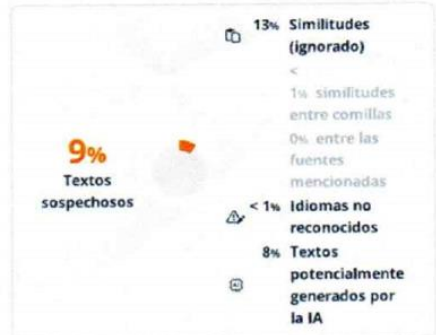 9%
Textos
sospechosos
13% Similitudes
(ignorado)
<
1% similitudes
entre comillas
0% entre las
fuentes
mencionadas
< 1% Idiomas no
reconocidos
8% Textos
potencialmente
generados por
la IA